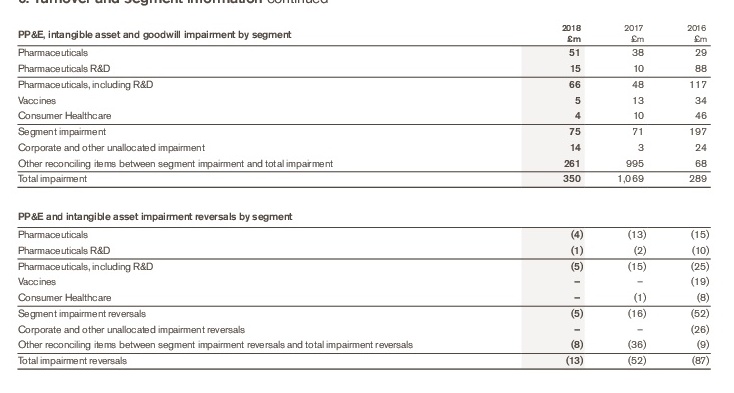 6. Turnover and segment information continued
PP&E, intangible asset and goodwill impairment by segment 2018 £m 2017 £m 2016 £m
Pharmaceuticals 51 38 29
Pharmaceuticals R&D 15 10 88
Pharmaceuticals, including R&D 66 48 117
Vaccines 5 13 34
Consumer Healthcare 4 10 46
Segment impairment 75 71 197
Corporate and other unallocated impairment 14 3 24
Other reconciling items between segment impairment and total impairment 261 995 68
Total impairment 350 1,069 289
PP&E and intangible asset impairment reversals by segment
Pharmaceuticals (4) (13) (15)
Pharmaceuticals R&D (1) (2) (10)
Pharmaceuticals, including R&D (5) (15) (25)
Vaccines – – (19)
Consumer Healthcare – (1) (8)
Segment impairment reversals (5) (16) (52)
Corporate and other unallocated impairment reversals – – (26)
Other reconciling items between segment impairment reversals and total impairment reversals (8) (36) (9)
Total impairment reversals (13) (52) (87)